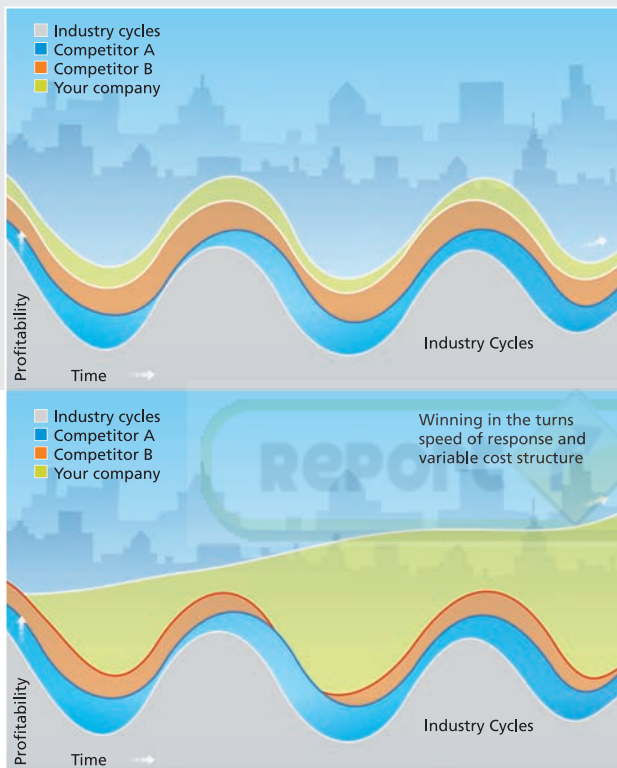 Industry cycles
Competitor A
Competitor B
Your company
Profitability
Industry Cycles
Time
Industry cycles
Competitor A
Competitor B
Your company
Winning in the turns
speed of response and
variable cost structure
Report
Profitability
Industry Cycles
Time